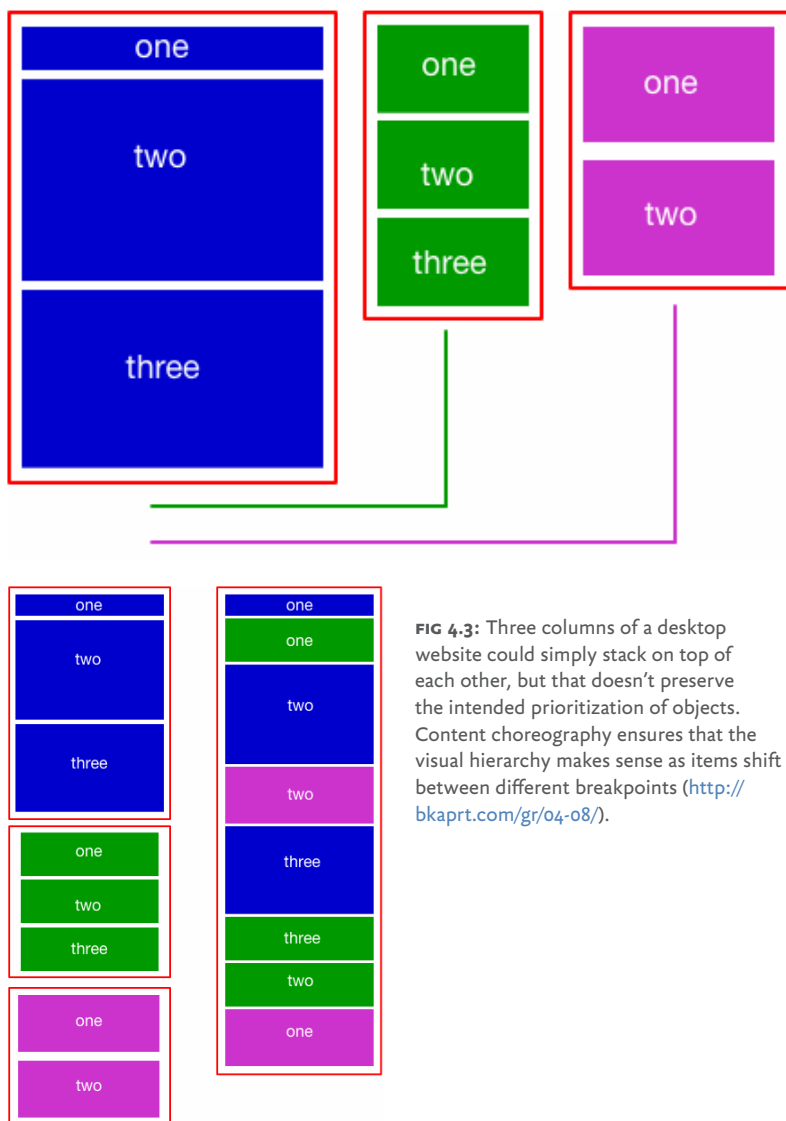 one
two
three
one
two
three
one
two
one
two
three
one
two
three
one
two
one
one
two
two
three
three
two
one
FIG 4.3: Three columns of a desktop
website could simply stack on top of
each other, but that doesn’t preserve
the intended prioritization of objects.
Content choreography ensures that the
visual hierarchy makes sense as items shift
between different breakpoints (http://
bkaprt.com/gr/04-08/).